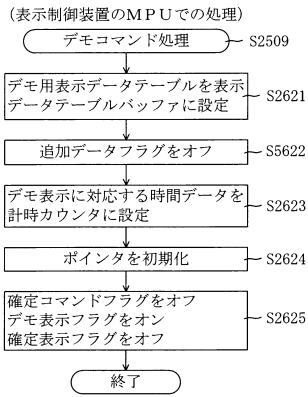 (表示制御装置のMPUでの処理)
デモコマンド処理
S2509
デモ用表示データテーブルを表示
データテーブルバッファに設定
S2621
追加データフラグをオフ
S5622
デモ表示に対応する時間データを
計時カウンタに設定
S2623
ポインタを初期化
S2624
確定コマンドフラグをオフ
デモ表示フラグをオン
確定表示フラグをオフ
S2625
終了